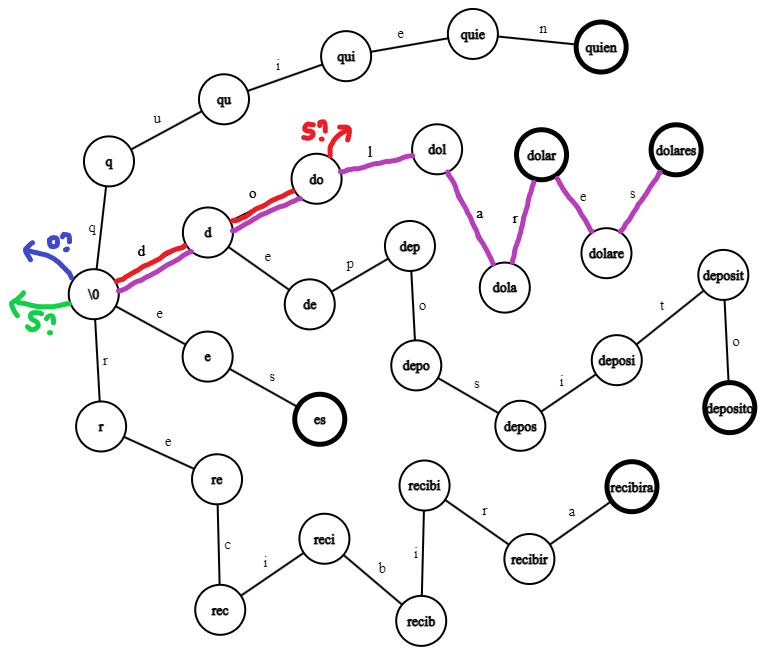 e
quie
n
quien
i
qui
u
qu
q
q
S?
l
dol
dolar
dolares
o
do
a
r
e
s
d
d
o?
\0
S?
e
p
dep
dolare
dola
de
o
deposit
t
o
e
e
s
es
depo
s
i
deposi
depos
deposito
r
r
e
re
c
rec
i
reci
b
i
recib
recibi
r
recibir
a
recibira